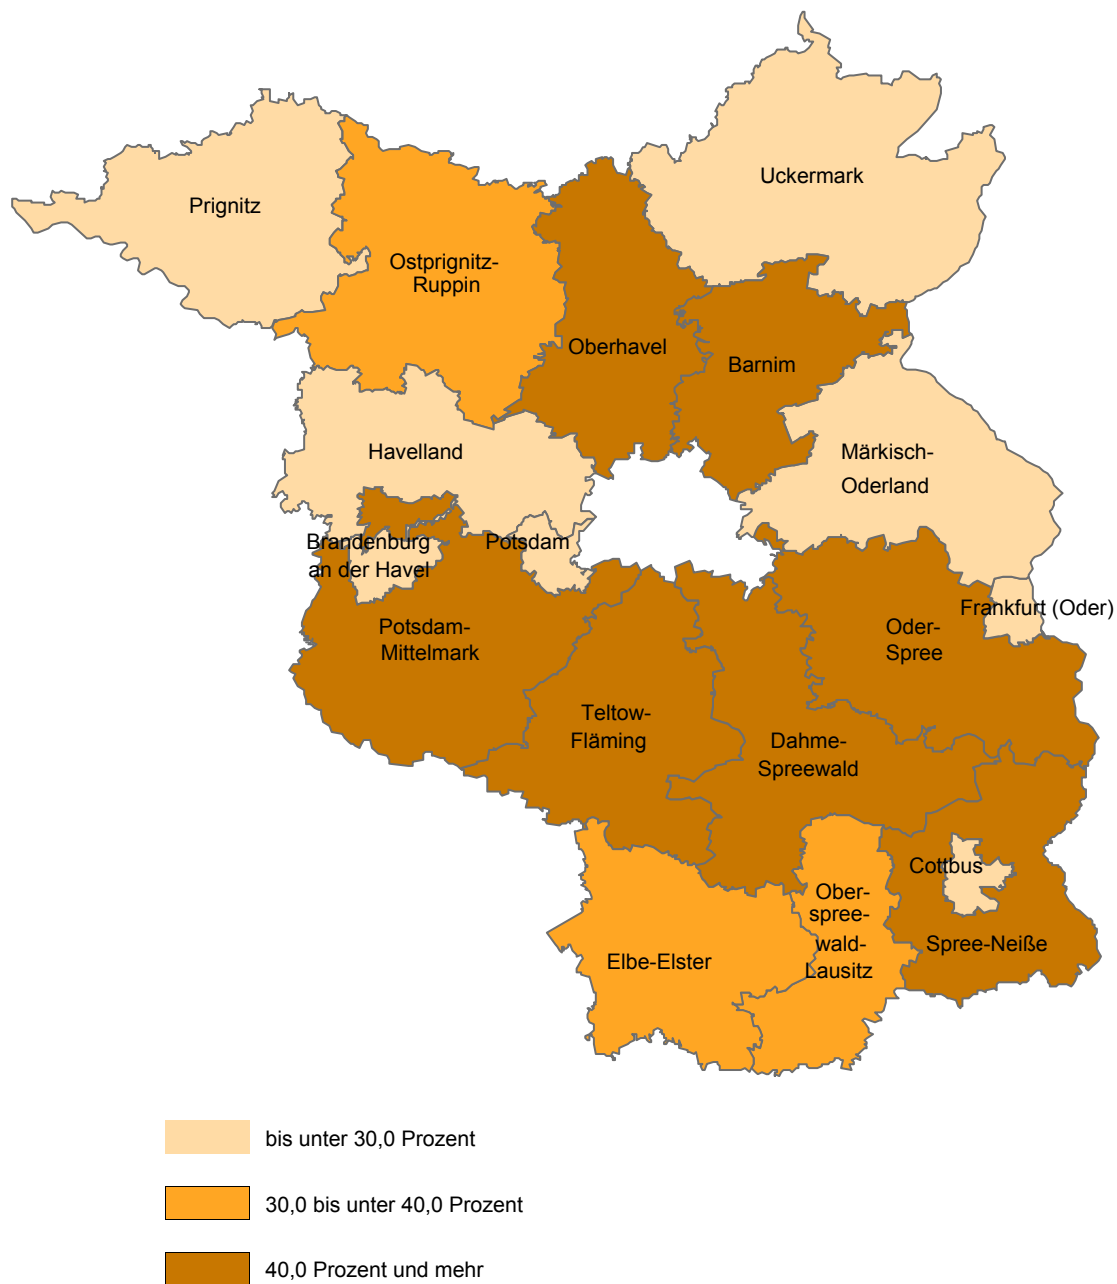 Uckermark
Prignitz
Ostprignitz-
Ruppin
Oberhavel
Barnim
Havelland
Märkisch-
Oderland
Brandenburg
an der Havel
Potsdam
Frankfurt (Oder)
Potsdam-
Mittelmark
Oder-
Spree
Teltow-
Fläming
Dahme-
Spreewald
Cottbus
Ober-
spree-
wald-
Lausitz
Spree-Neiße
Elbe-Elster
bis unter 30,0 Prozent
30,0 bis unter 40,0 Prozent
40,0 Prozent und mehr